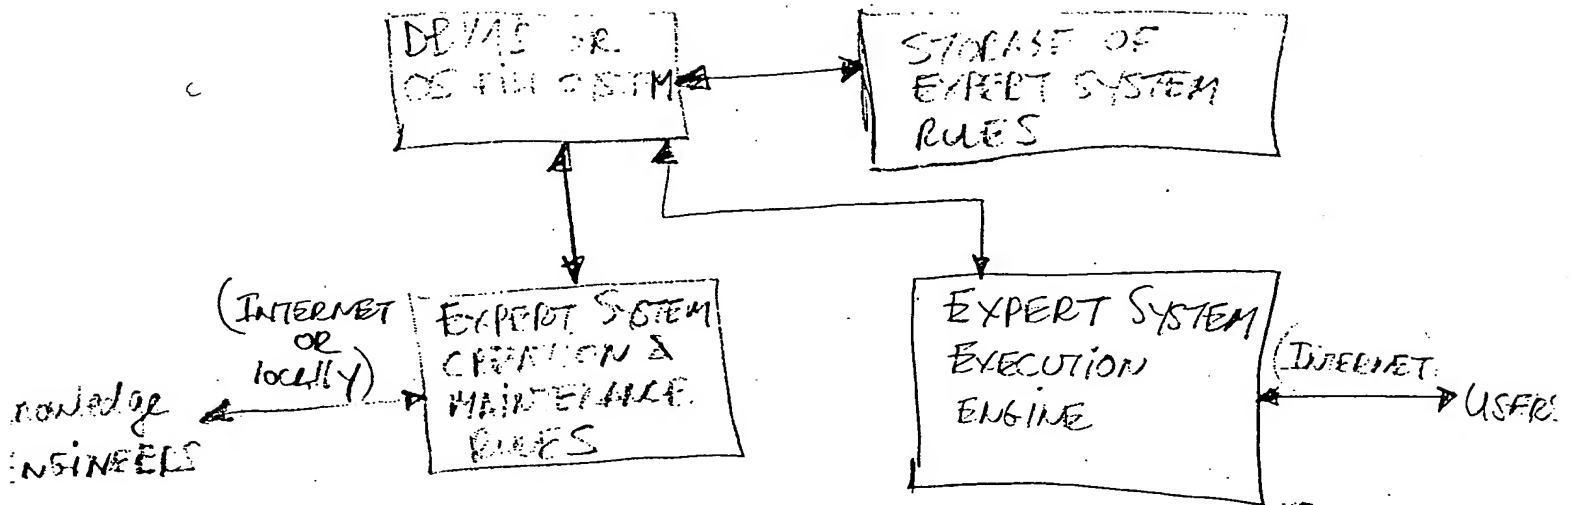 DBMS OR
OS FILE SYSTEM
STORAGE OF
EXPERT SYSTEM
RULES
(INTERNET
OR
locally)
nowledge
NGINEERS
EXPERT SYSTEM
CREATION &
MAINTENANCE
RULES
EXPERT SYSTEM
EXECUTION
ENGINE
(INTERNET
USERS